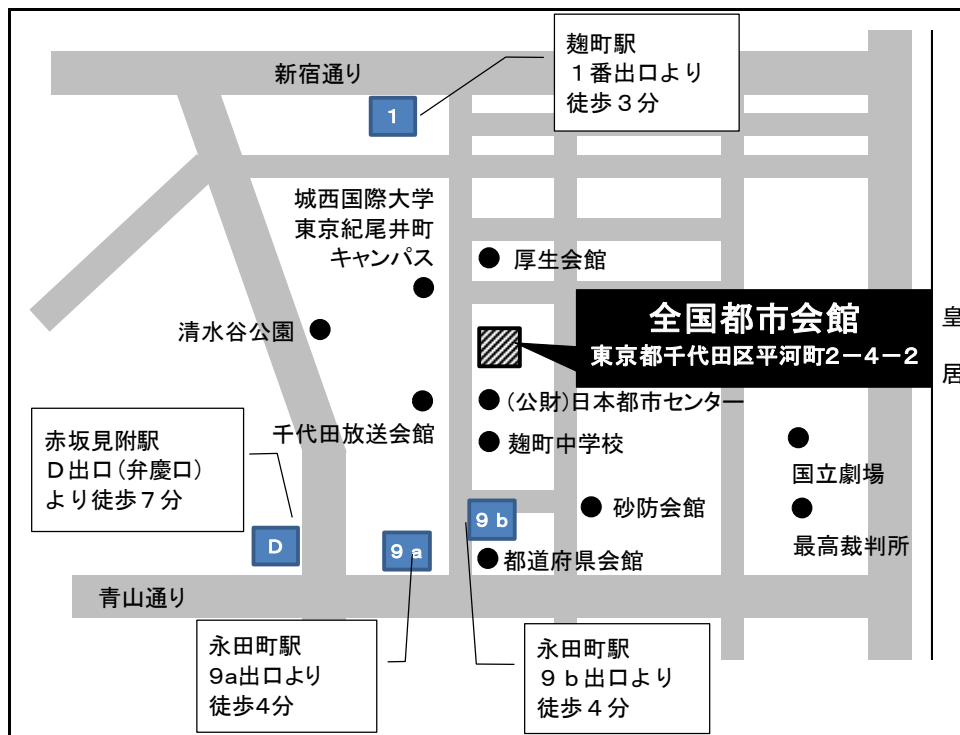 麹町駅
１番出口より
徒歩３分
新宿通り
1
城西国際大学
東京紀尾井町
キャンパス
厚生会館
全国都市会館
東京都千代田区平河町2－4－2
皇
居
清水谷公園
(公財)日本都市センター
千代田放送会館
麹町中学校
赤坂見附駅
Ｄ出口(弁慶口)
より徒歩７分
国立劇場
砂防会館
9 b
D
9 a
都道府県会館
最高裁判所
青山通り
永田町駅
9a出口より
徒歩4分
永田町駅
９ｂ出口より
徒歩４分